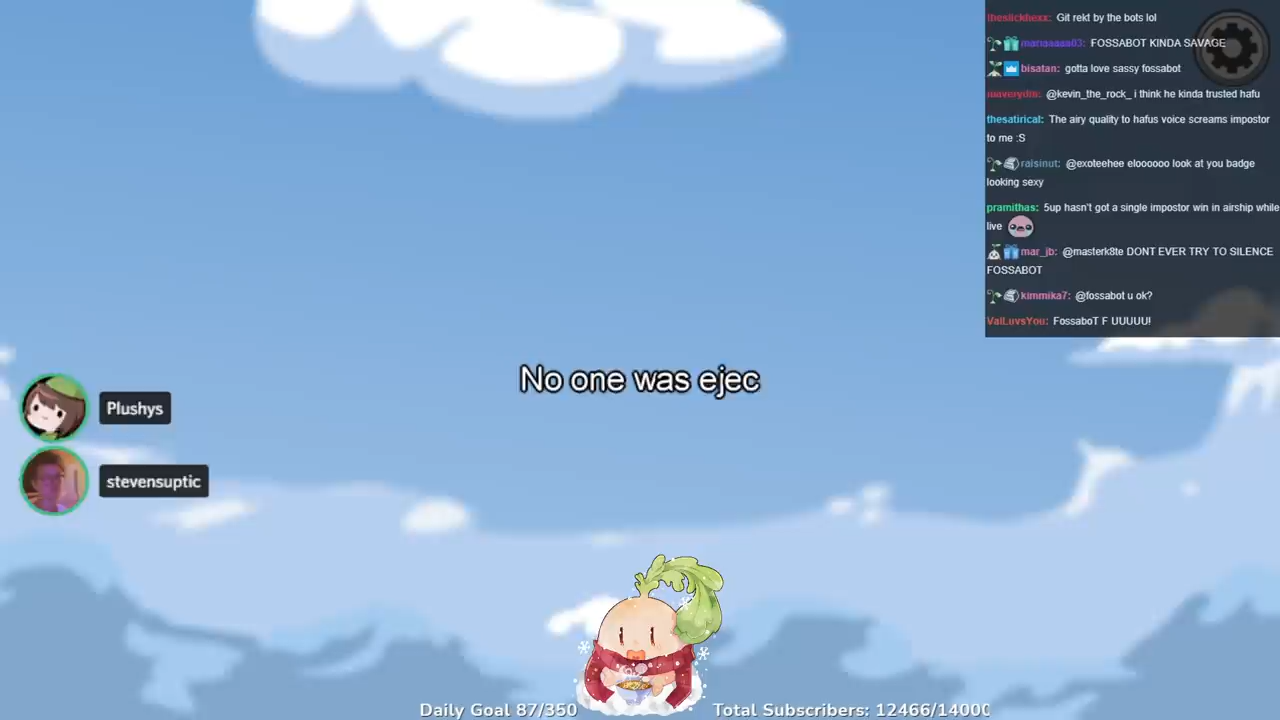 theslickhexx: Git rekt by the bots lol
mariaaaaa03: FOSSABOT KINDA SAVAGE
bisatan: gotta love sassy fossabot
maverydm: @kevin_the_rock_ i think he kinda trusted hafu
thesatirical: The airy quality to hafus voice screams impostor
to me :S
raisinut: @exoteehee eloooooo look at you badge
looking sexy
pramithas: 5up hasn't got a single impostor win in airship while
live
mar_jb: @masterk8te DONT EVER TRY TO SILENCE
FOSSABOT
kimmika7: @fossabot u ok?
ValLuvsYou: FossaboT F UUUUU!
No one was ejec
Plushys
stevensuptic
Daily Goal 87/350
Total Subscribers: 12466/14000